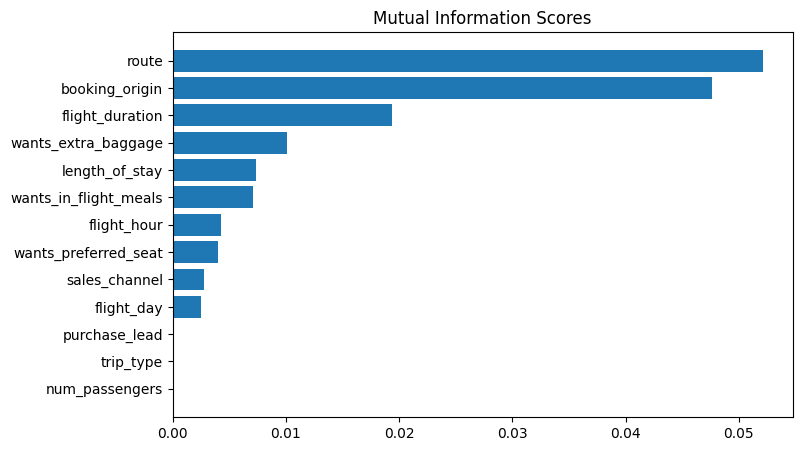 Mutual Information Scores
route
booking_origin
flight_duration
wants_extra_baggage
length_of_stay
wants_in_flight_meals
flight_hour
wants_preferred_seat
sales_channel
flight_day
purchase_lead
trip_type
num_passengers
0.00 0.01 0.02 0.03 0.04 0.05